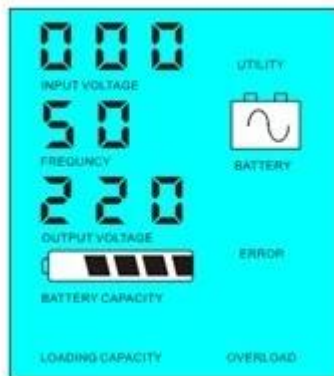 000
INPUT VOLTAGE
UTILITY
50
FREQUNCY
BATTERY
220
OUTPUT VOLTAGE
ERROR
BATTERY CAPACITY
LOADING CAPACITY
OVERLOAD